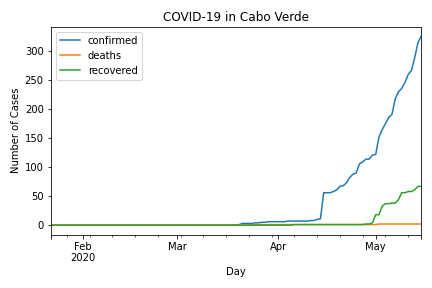 COVID-19 in Cabo Verde
confirmed
deaths
recovered
Number of Cases
300
250
200
150
100
50
0
Feb
2020
Mar
Apr
May
Day